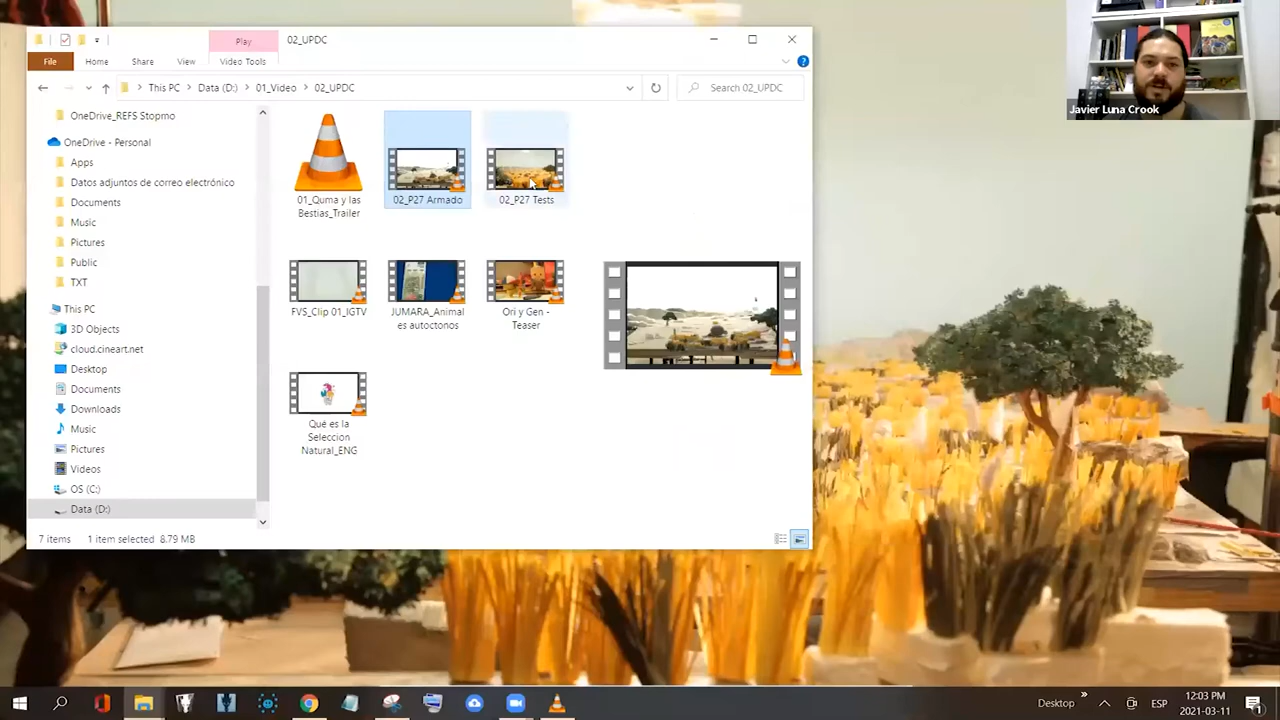 Play
02_UPDC
File
Home
Share
View
Video Tools
This PC
Data (D:)
01_Video
02_UPDC
Search 02_UPDC
Javier Luna Crook
OneDrive_REFS Stopmo
OneDrive - Personal
Apps
Datos adjuntos de correo electrónico
Documents
Music
Pictures
Public
TXT
This PC
3D Objects
cloud.cineart.net
Desktop
Documents
Downloads
Music
Pictures
Videos
OS (C:)
Data (D:)
01_Quma y las
Bestias_Trailer
02_P27 Armado
02_P27 Tests
FVS_Clip 01_IGTV
JUMARA_Animal
es autoctonos
Ori y Gen -
Teaser
Qué es la
Seleccion
Natural_ENG
7 items
1 item selected
8.79 MB
Desktop
ESP
12:03 PM
2021-03-11
1